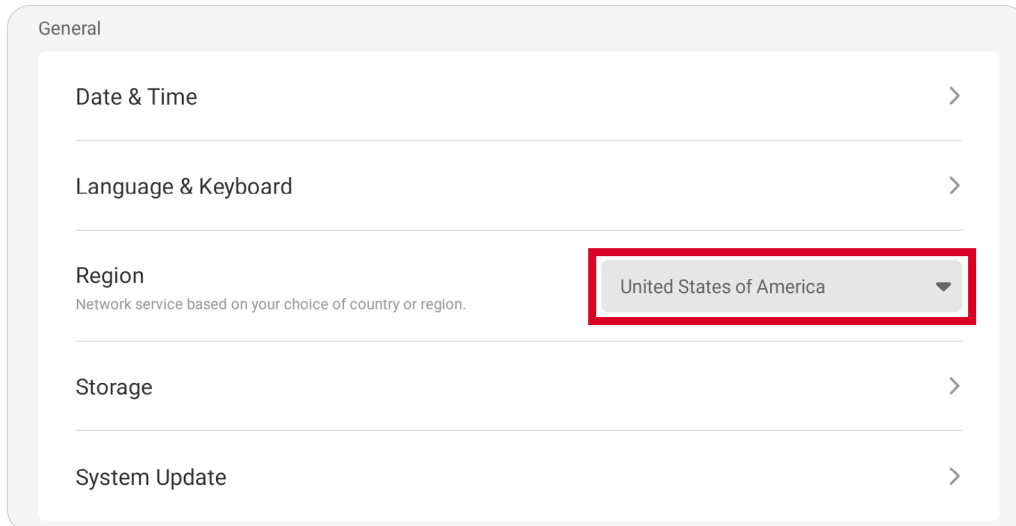 General
Date & Time
Language & Keyboard
Region
Network service based on your choice of country or region.
United States of America
Storage
System Update